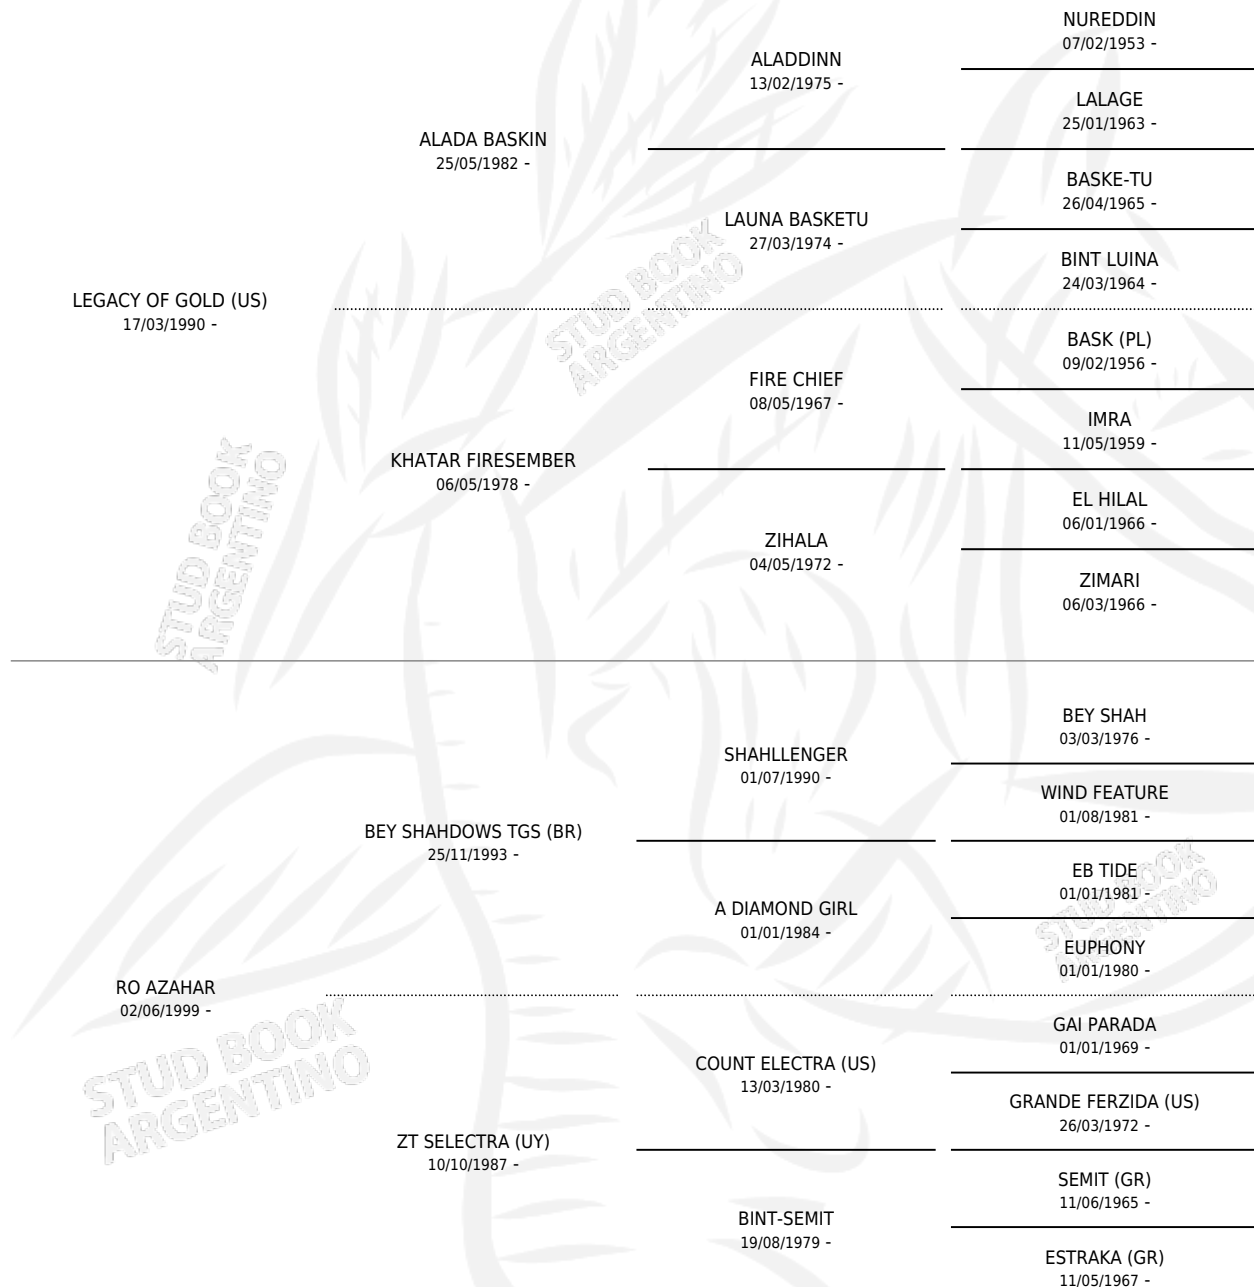 NUREDDIN
07/02/1953 -
ALADDINN
13/02/1975 -
LALAGE
25/01/1963 -
ALADA BASKIN
25/05/1982 -
BASKE-TU
26/04/1965 -
LAUNA BASKETU
27/03/1974 -
BINT LUINA
24/03/1964 -
LEGACY OF GOLD (US)
17/03/1990 -
BASK (PL)
09/02/1956 -
FIRE CHIEF
08/05/1967 -
IMRA
11/05/1959 -
KHATAR FIRESEMBER
06/05/1978 -
EL HILAL
06/01/1966 -
ZIHALA
04/05/1972 -
ZIMARI
06/03/1966 -
BEY SHAH
03/03/1976 -
SHAHLLENGER
01/07/1990 -
WIND FEATURE
01/08/1981 -
BEY SHAHDOWS TGS (BR)
25/11/1993 -
EB TIDE
01/01/1981 -
A DIAMOND GIRL
01/01/1984 -
EUPHONY
01/01/1980 -
RO AZAHAR
02/06/1999 -
GAI PARADA
01/01/1969 -
COUNT ELECTRA (US)
13/03/1980 -
GRANDE FERZIDA (US)
26/03/1972 -
ZT SELECTRA (UY)
10/10/1987 -
SEMIT (GR)
11/06/1965 -
BINT-SEMIT
19/08/1979 -
ESTRAKA (GR)
11/05/1967 -
STUD BOOK
ARGENTINO
STUD BOOK
ARGENTINO
STUD BOOK
ARGENTINO
STUD BOOK
ARGENTINO